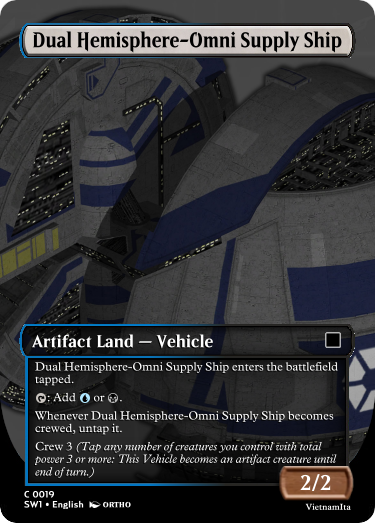 Dual Hemisphere-Omni Supply Ship
Artifact Land — Vehicle
Dual Hemisphere-Omni Supply Ship enters the battlefield
tapped.
: Add or .
Whenever Dual Hemisphere-Omni Supply Ship becomes
crewed, untap it.
Crew 3 (Tap any number of creatures you control with total
power 3 or more: This Vehicle becomes an artifact creature until
end of turn.)
2/2
C 0019
SW1 • English ORTHO
VietnamIta